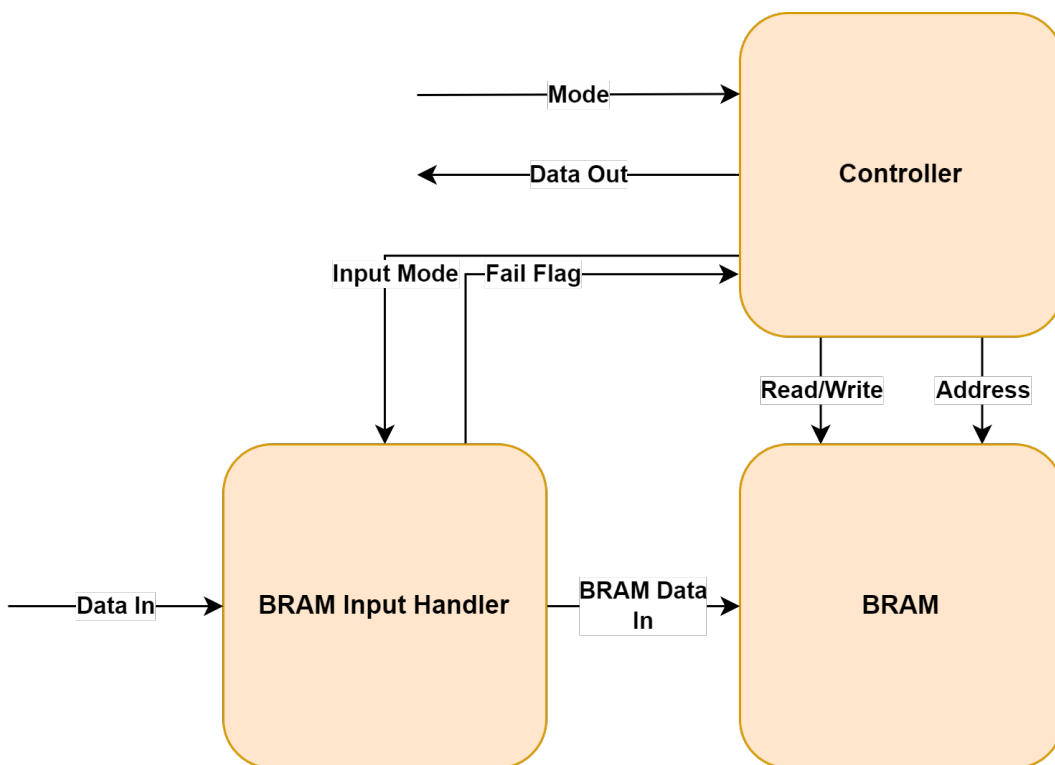 Mode
Controller
Data Out
Input Mode
Fail Flag
Read/Write
Address
Data In
BRAM Input Handler
BRAM Data
In
BRAM